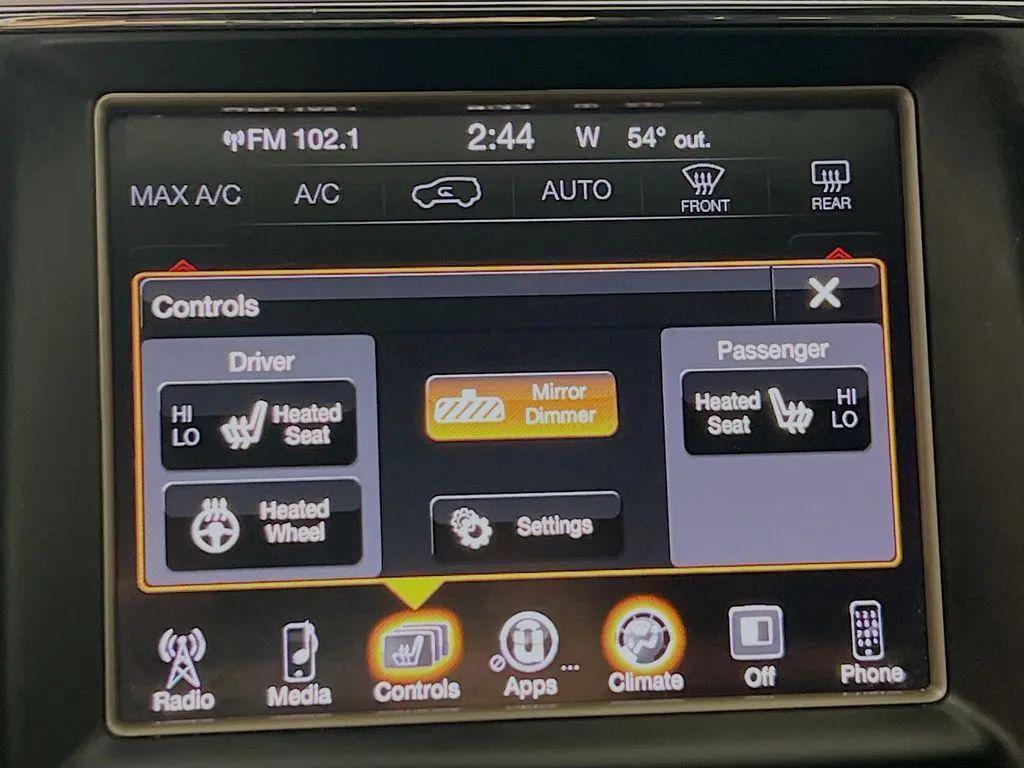 FM 102.1 2:44 W 54° out.
MAX A/C A/C AUTO FRONT REAR
Controls
Driver
HI
LO
Heated
Seat
Heated
Wheel
Mirror
Dimmer
Settings
Passenger
Heated
Seat
HI
LO
Radio Media Controls Apps ... Climate Off Phone